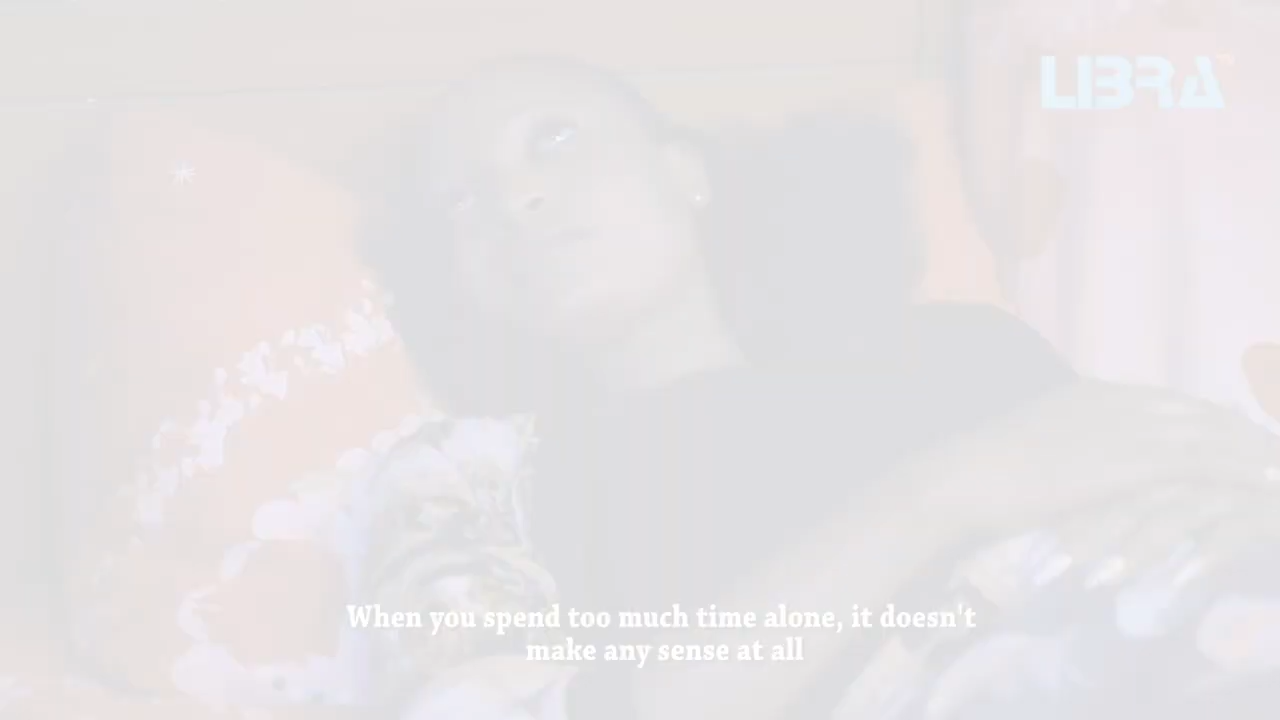 LIBRA
When you spend too much time alone, it doesn't
make any sense at all